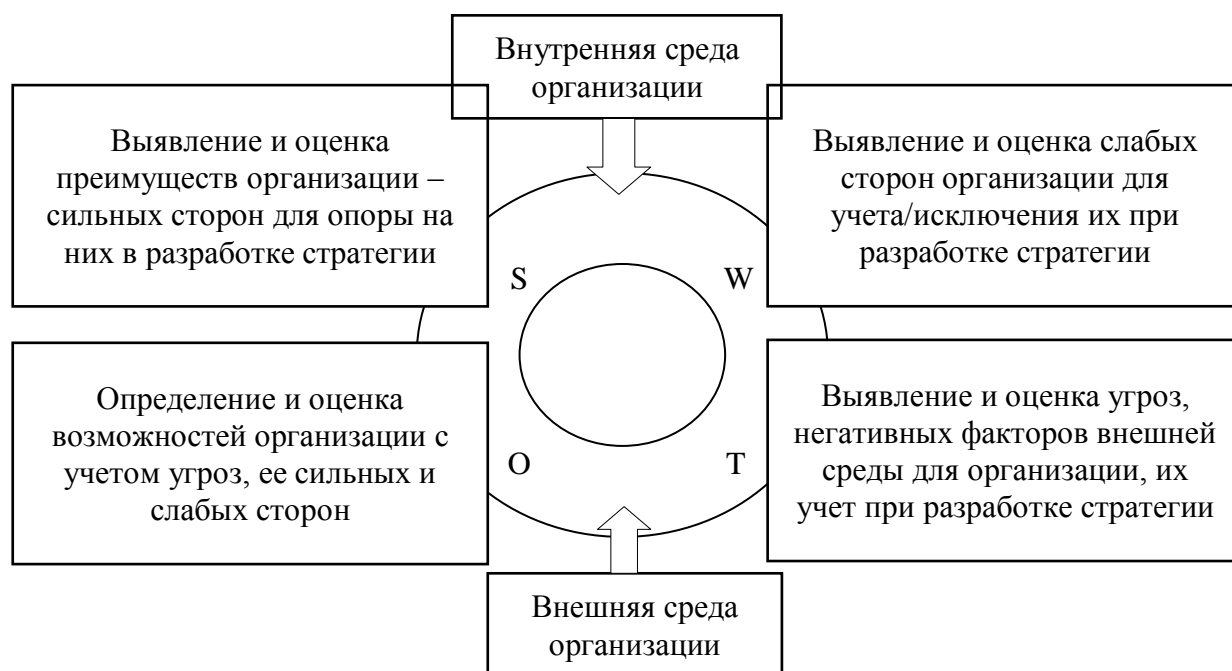 Внутренняя среда
организации
Выявление и оценка
преимуществ организации –
сильных сторон для опоры на
них в разработке стратегии
Выявление и оценка слабых
сторон организации для
учета/исключения их при
разработке стратегии
S
W
Определение и оценка
возможностей организации с
учетом угроз, ее сильных и
слабых сторон
Выявление и оценка угроз,
негативных факторов внешней
среды для организации, их
учет при разработке стратегии
O
T
Внешняя среда
организации